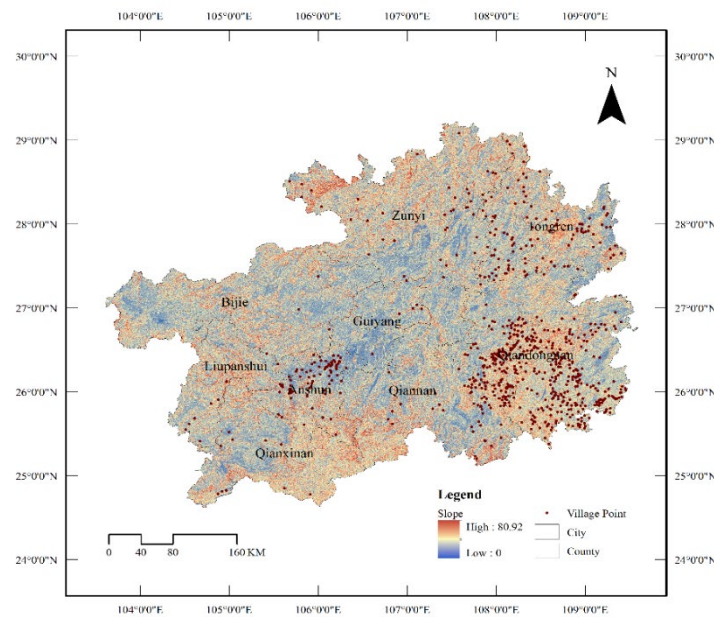 104°0'0"E 105°0'0"E 106°0'0"E 107°0'0"E 108°0'0"E 109°0'0"E
30°0'0"N 30°0'0"N
N
29°0'0"N 29°0'0"N
28°0'0"N Zunyi Tongren 28°0'0"N
27°0'0"N Bijie 27°0'0"N
Guiyang
Liupanshui Qiandongnan
26°0'0"N Anshun Qiannan 26°0'0"N
Qianxinan
25°0'0"N 25°0'0"N
Legend
Slope Village Point
High : 80.92 City
Low : 0 County
24°0'0"N 0 40 80 160 KM 24°0'0"N
104°0'0"E 105°0'0"E 106°0'0"E 107°0'0"E 108°0'0"E 109°0'0"E